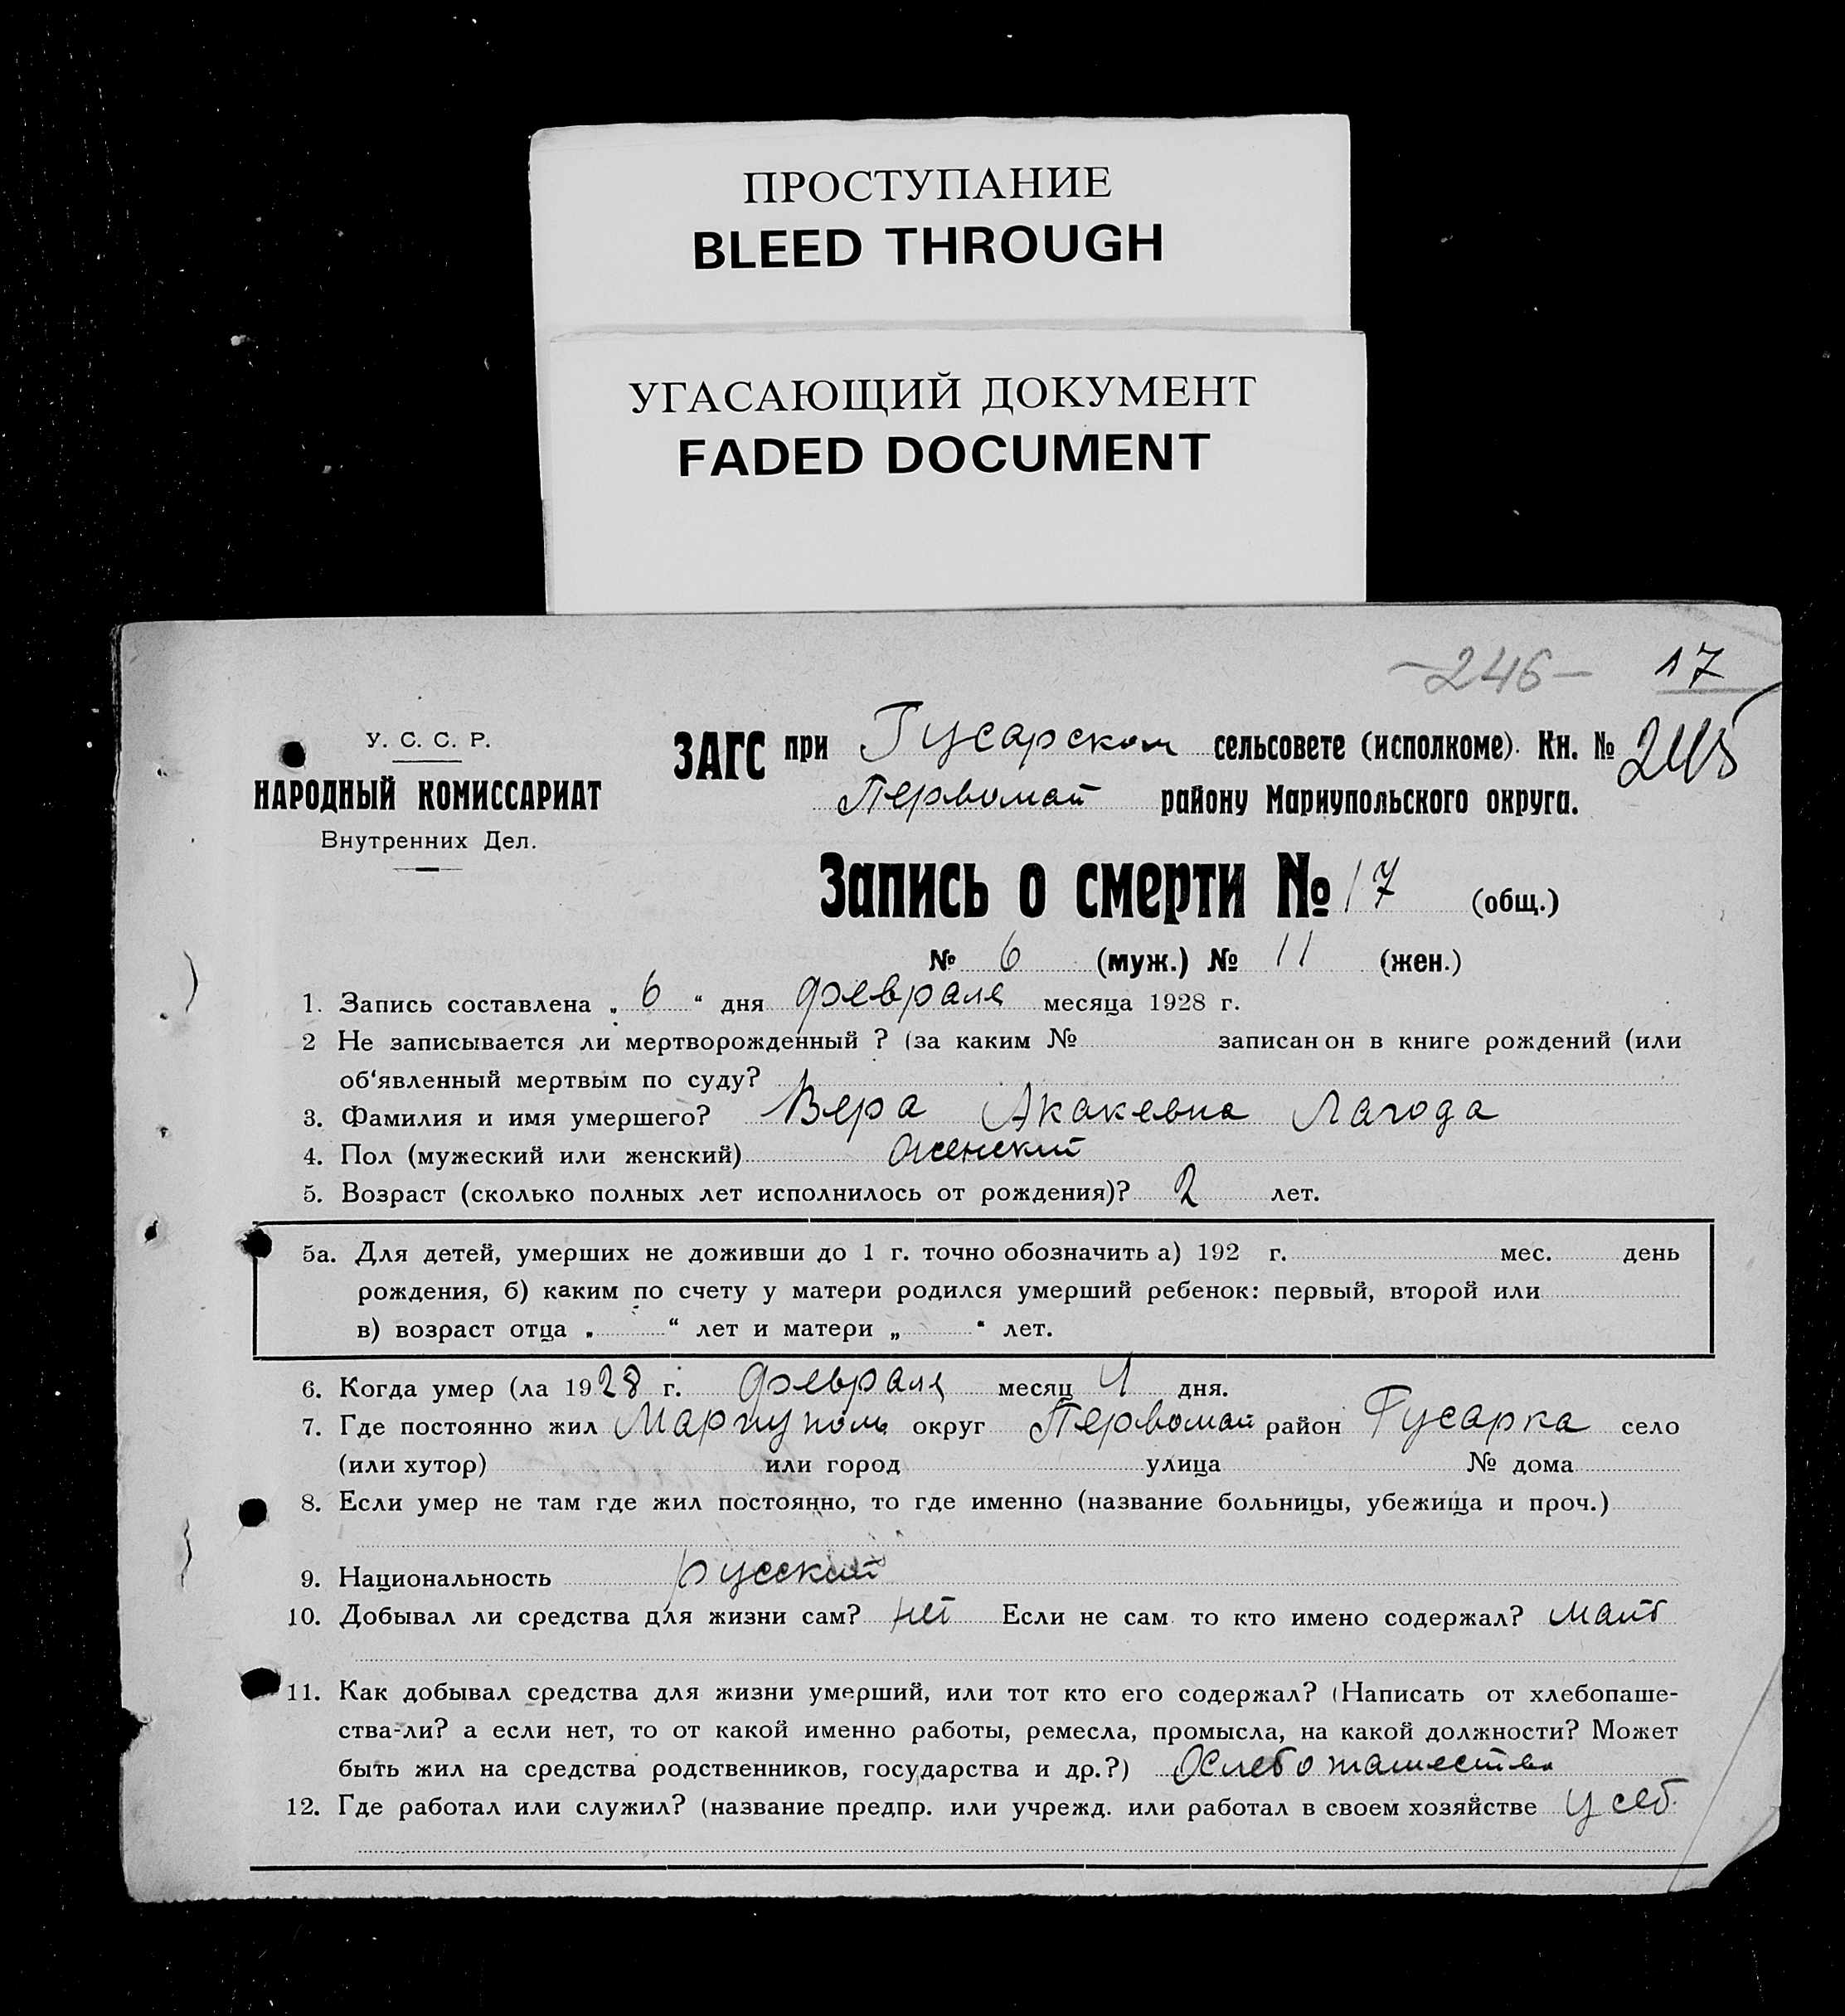 ПРОСТУПАНИЕ
BLEED THROUGH
УГАСАЮЩИЙ ДОКУМЕНТ
FADED DOCUMENT
-246- 17
245
У. С. С. Р.
НАРОДНЫЙ КОМИССАРИАТ
Внутренних Дел.
ЗАГС при Гусарском сельсовете (исполкоме). Кн. №
Первомай району Мариупольского округа.
Запись о смерти № 17 (общ.)
№ 6 (муж.) № 11 (жен.)
1. Запись составлена „ 6 “ дня февраля месяца 1928 г.
2 Не записывается ли мертворожденный ? (за каким № записан он в книге рождений (или
об'явленный мертвым по суду?
3. Фамилия и имя умершего? Вера Акакевна Лагода
4. Пол (мужеский или женский) женский
5. Возраст (сколько полных лет исполнилось от рождения)? 2 лет.
5а. Для детей, умерших не доживши до 1 г. точно обозначить а) 192 г. мес. день
рождения, б) каким по счету у матери родился умерший ребенок: первый, второй или
в) возраст отца „ “ лет и матери „ “ лет.
6. Когда умер (ла 1928 г. февраля месяц 4 дня.
7. Где постоянно жил Мариуполь округ Первомай район Гусарка село
(или хутор) или город улица № дома
8. Если умер не там где жил постоянно, то где именно (название больницы, убежища и проч.)
9. Национальность русский
10. Добывал ли средства для жизни сам? нет Если не сам то кто имено содержал? мать
11. Как добывал средства для жизни умерший, или тот кто его содержал? (Написать от хлебопаше-
ства-ли? а если нет, то от какой именно работы, ремесла, промысла, на какой должности? Может
быть жил на средства родственников, государства и др.?) Хлебопашество
12. Где работал или служил? (название предпр. или учрежд. или работал в своем хозяйстве у себ.